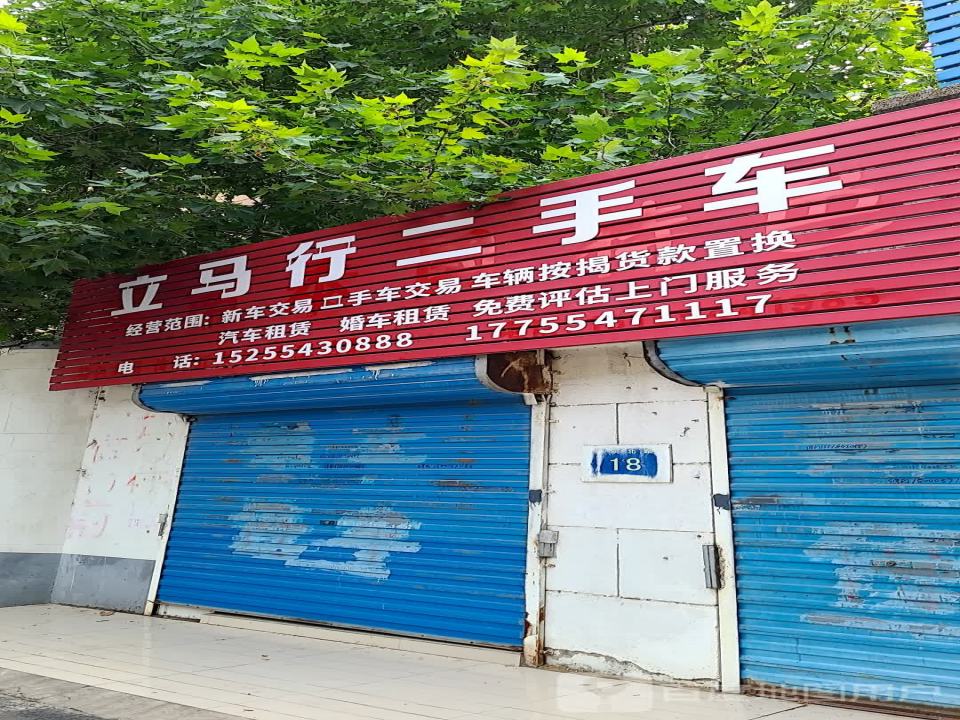 立马行二手车
经营范围：新车交易 二手车交易 车辆按揭货款置换
汽车租赁 婚车租赁 免费评估上门服务
电 话：15255430888 17755471117
18